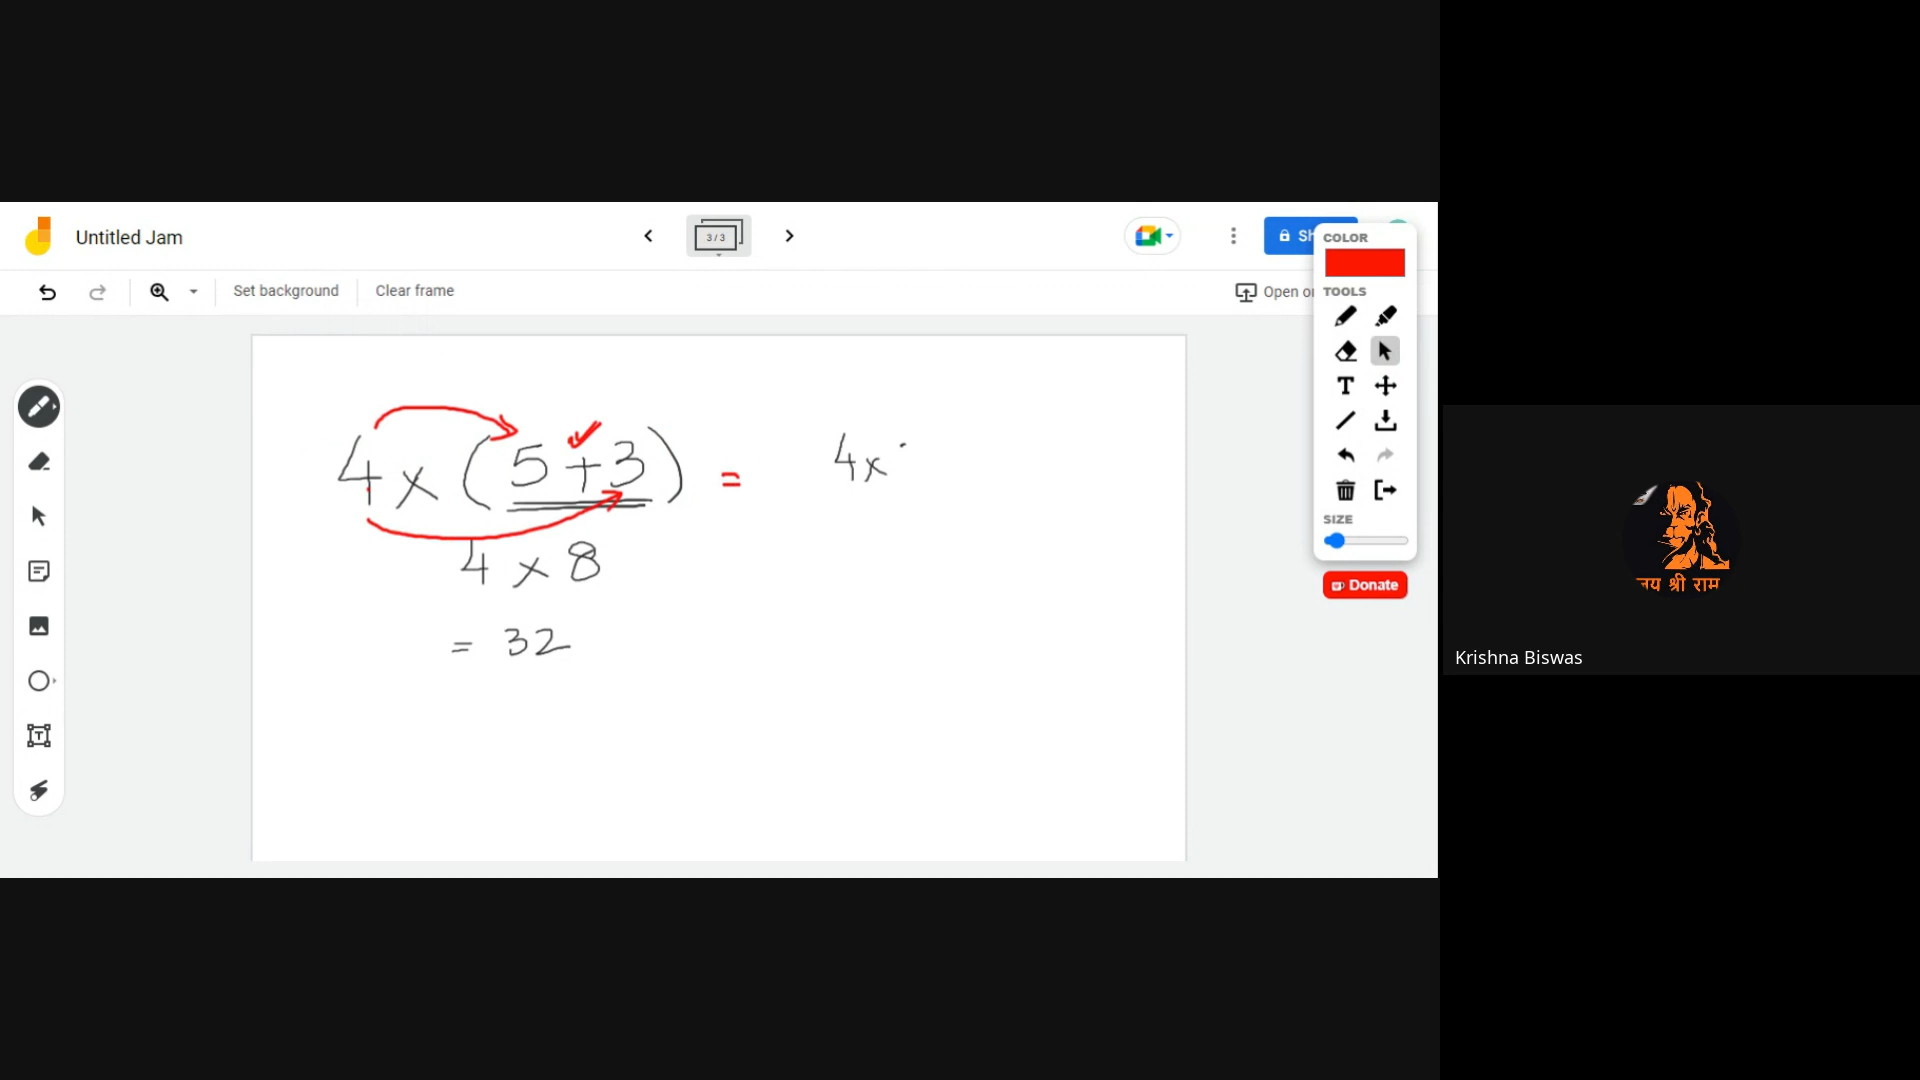 Untitled Jam
3 / 3
Sh
COLOR
Set background
Clear frame
Open o
TOOLS
T
4 x ( 5 + 3 ) = 4x
4 x 8
= 32
SIZE
Donate
जय श्री राम
Krishna Biswas